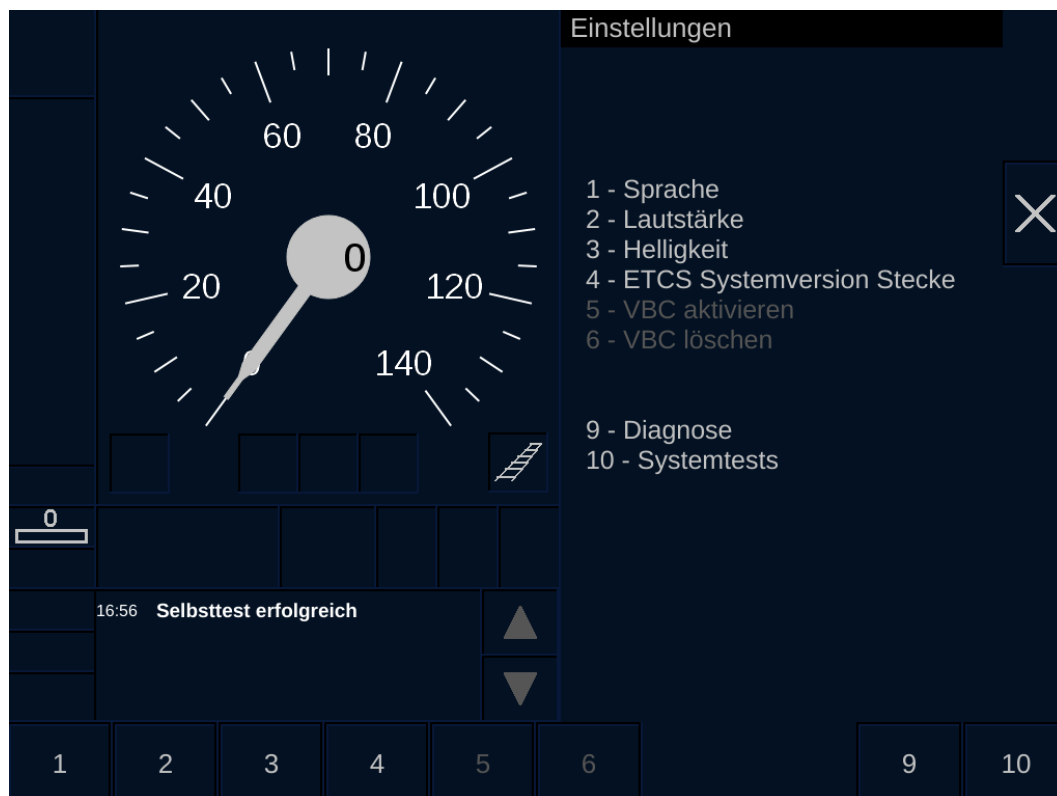 Einstellungen
60 80
40 100
20 120
0
140
0
1 - Sprache
2 - Lautstärke
3 - Helligkeit
4 - ETCS Systemversion Stecke
5 - VBC aktivieren
6 - VBC löschen
9 - Diagnose
10 - Systemtests
0
16:56 Selbsttest erfolgreich
1 2 3 4 5 6 9 10